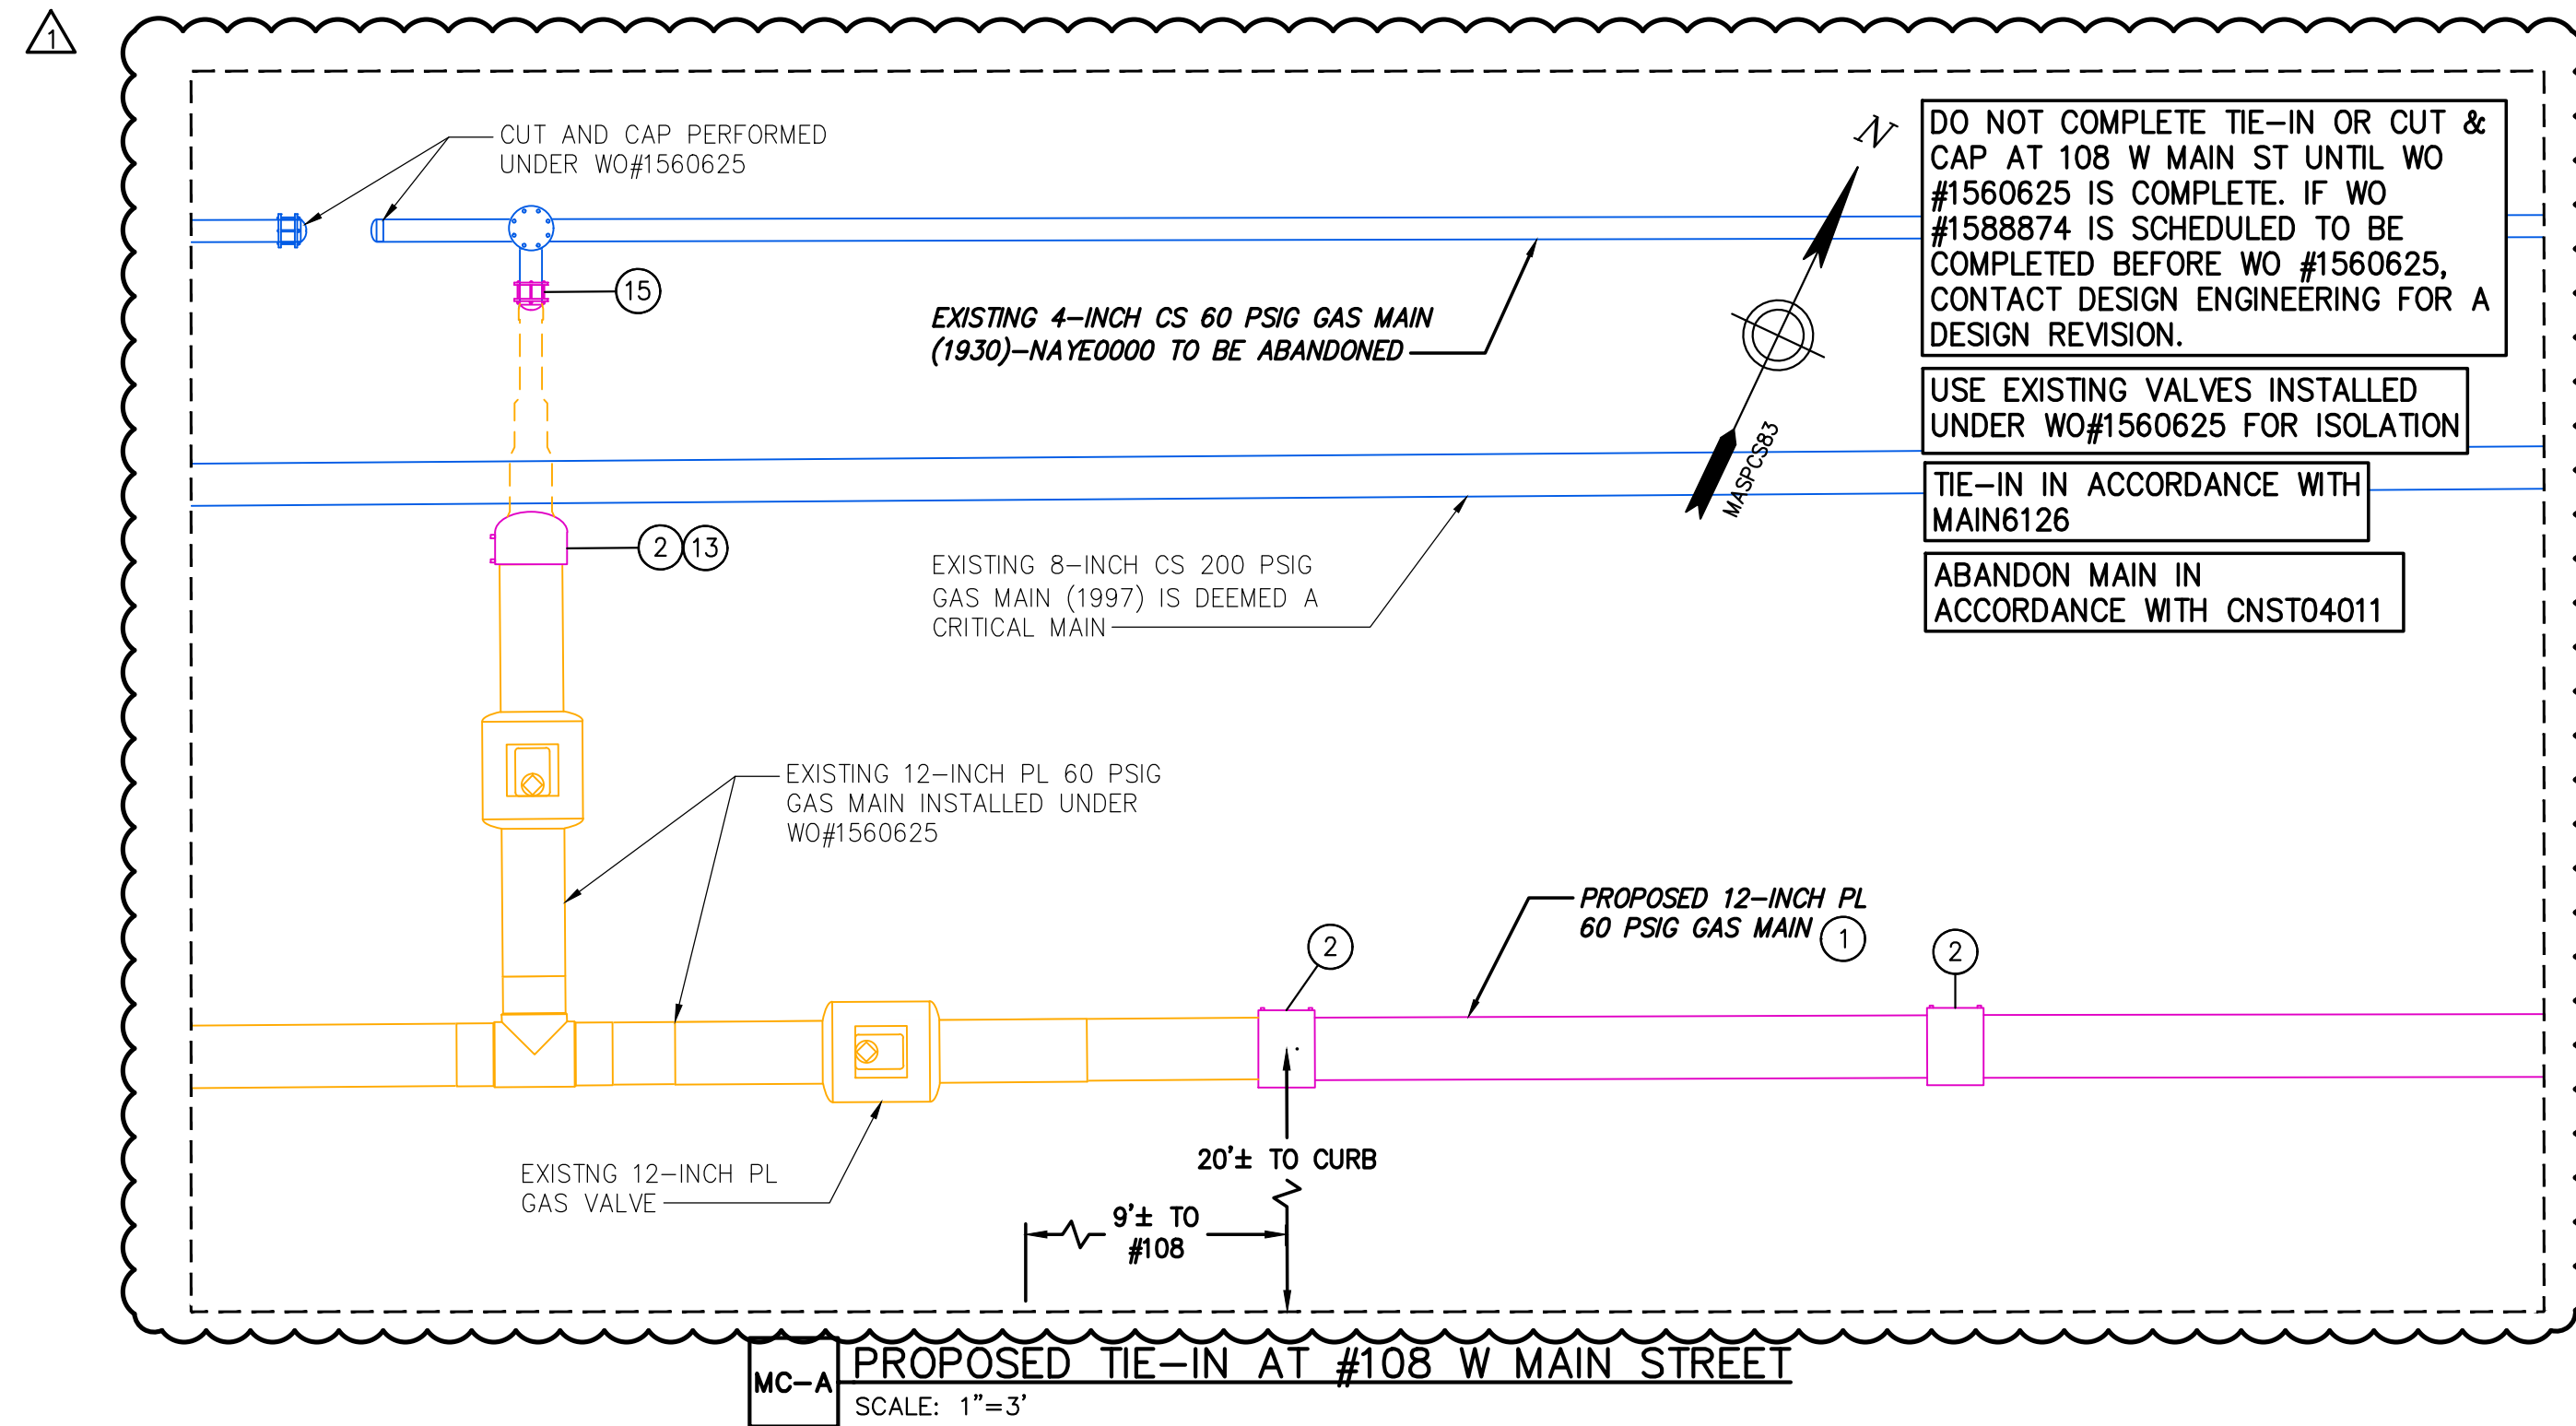 1
CUT AND CAP PERFORMED
UNDER WO#1560625
N
DO NOT COMPLETE TIE-IN OR CUT &
CAP AT 108 W MAIN ST UNTIL WO
#1560625 IS COMPLETE. IF WO
#1588874 IS SCHEDULED TO BE
COMPLETED BEFORE WO #1560625,
CONTACT DESIGN ENGINEERING FOR A
DESIGN REVISION.
15
EXISTING 4-INCH CS 60 PSIG GAS MAIN
(1930)-NAYE0000 TO BE ABANDONED
USE EXISTING VALVES INSTALLED
UNDER WO#1560625 FOR ISOLATION
MASPCS83
TIE-IN IN ACCORDANCE WITH
MAIN6126
2 13
EXISTING 8-INCH CS 200 PSIG
GAS MAIN (1997) IS DEEMED A
CRITICAL MAIN
ABANDON MAIN IN
ACCORDANCE WITH CNST04011
EXISTING 12-INCH PL 60 PSIG
GAS MAIN INSTALLED UNDER
WO#1560625
PROPOSED 12-INCH PL
60 PSIG GAS MAIN 1
2
2
20'± TO CURB
EXISTNG 12-INCH PL
GAS VALVE
9'± TO
#108
MC-A
PROPOSED TIE-IN AT #108 W MAIN STREET
SCALE: 1"=3'